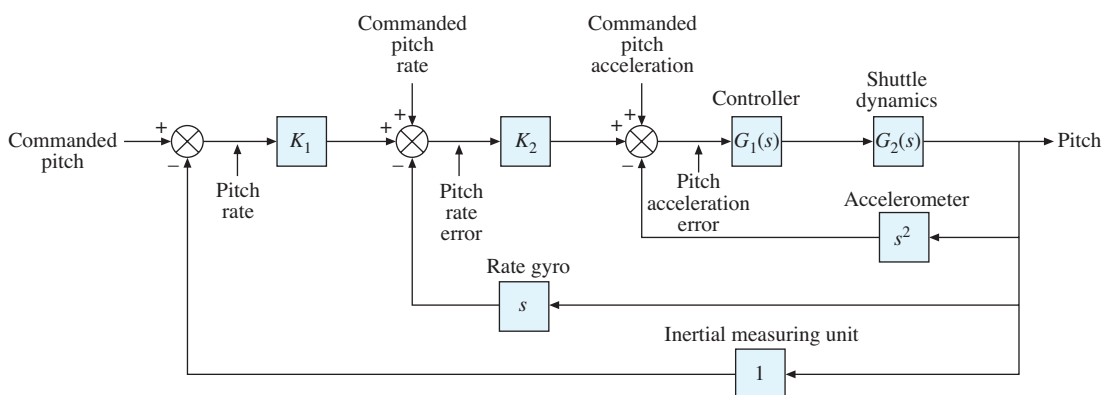 Commanded
pitch
rate
Commanded
pitch
acceleration
Controller
Shuttle
dynamics
Commanded
pitch
+
−
K₁
+
+
−
K₂
+
+
−
G₁(s)
G₂(s)
Pitch
Pitch
rate
Pitch
rate
error
Pitch
acceleration
error
Accelerometer
s²
Rate gyro
s
Inertial measuring unit
1